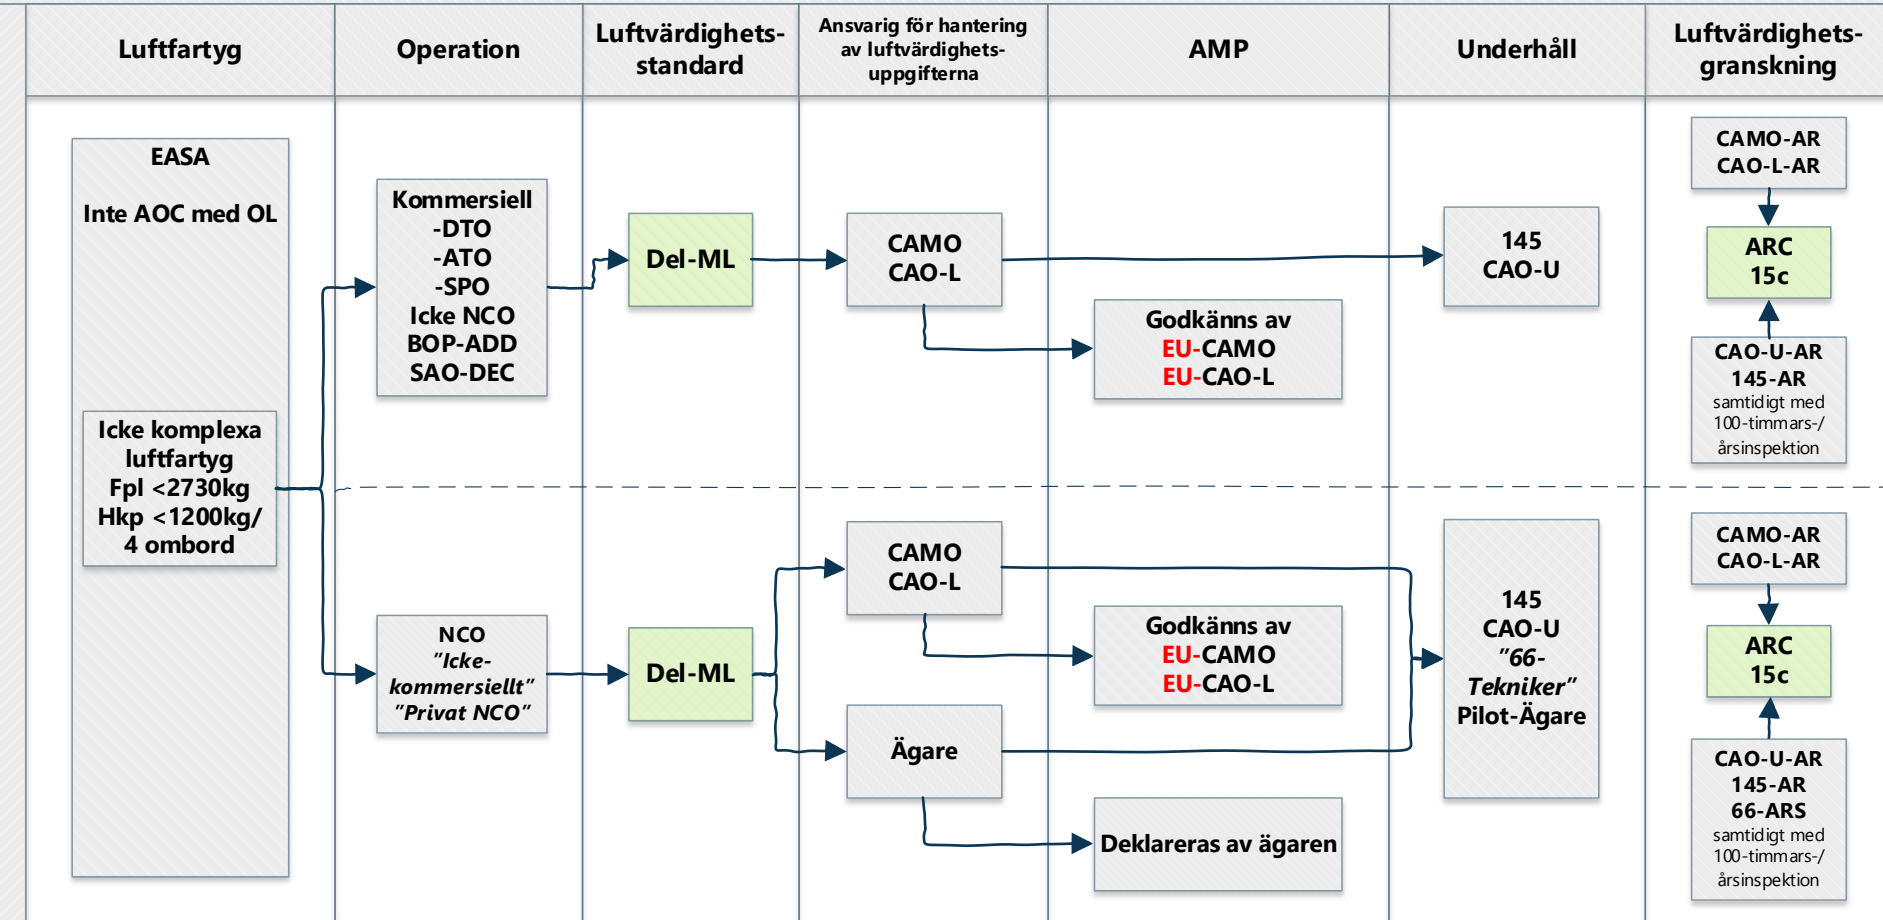 Luftfartyg
Operation
Luftvärdighets-
standard
Ansvarig för hantering
av luftvärdighets-
uppgifterna
AMP
Underhåll
Luftvärdighets-
granskning
EASA
Inte AOC med OL
Icke komplexa
luftfartyg
Fpl <2730kg
Hkp <1200kg/
4 ombord
Kommersiell
-DTO
-ATO
-SPO
Icke NCO
BOP-ADD
SAO-DEC
Del-ML
CAMO
CAO-L
Godkänns av
EU-CAMO
EU-CAO-L
145
CAO-U
CAMO-AR
CAO-L-AR
ARC
15c
CAO-U-AR
145-AR
samtidigt med
100-timmars-/
årsinspektion
NCO
”Icke-
kommersiellt”
”Privat NCO”
Del-ML
CAMO
CAO-L
Godkänns av
EU-CAMO
EU-CAO-L
Ägare
Deklareras av ägaren
145
CAO-U
”66-
Tekniker”
Pilot-Ägare
CAMO-AR
CAO-L-AR
ARC
15c
CAO-U-AR
145-AR
66-ARS
samtidigt med
100-timmars-/
årsinspektion